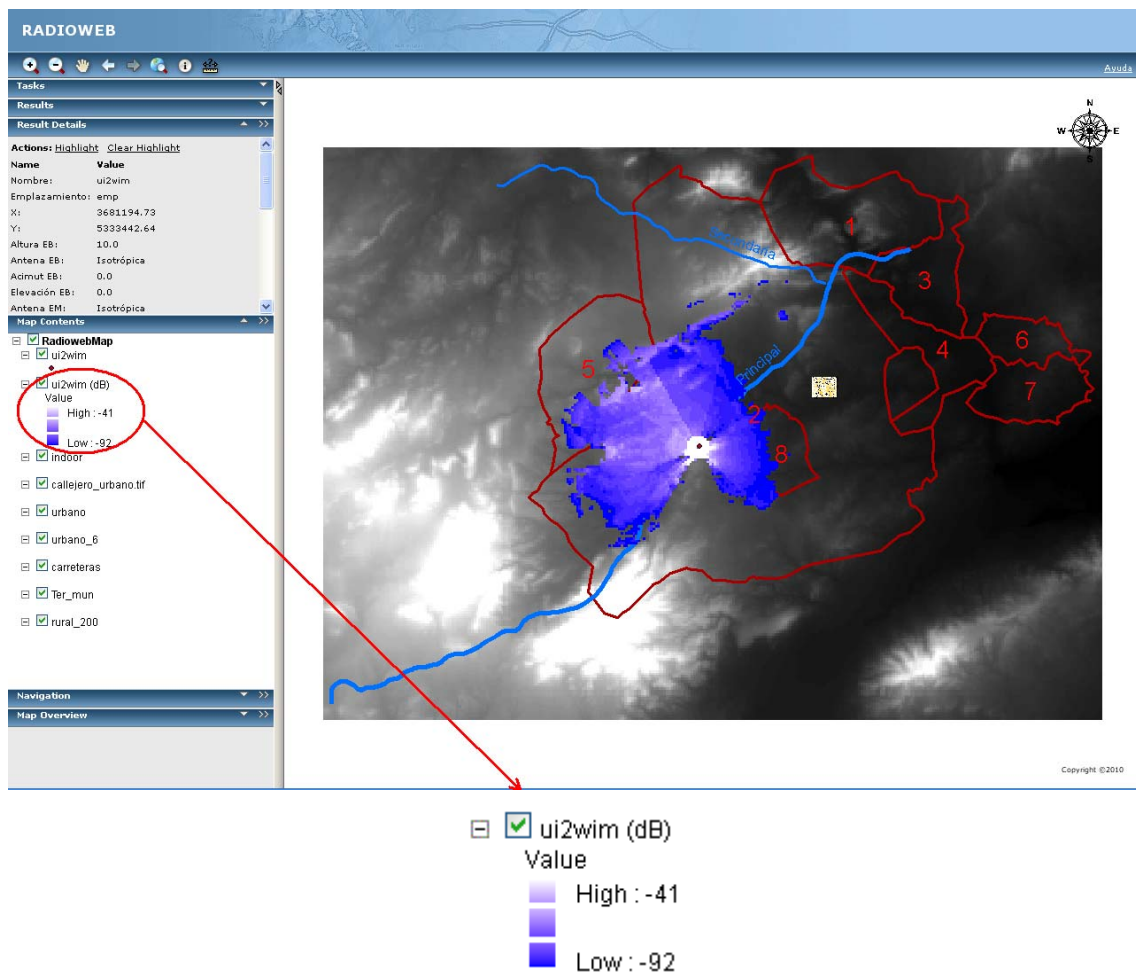 RADIOWEB
Ayuda
Tasks
Results
Result Details
Actions: Highlight Clear Highlight
Name Value
Nombre: ui2wim
Emplazamiento: emp
X: 3681194.73
Y: 5333442.64
Altura EB: 10.0
Antena EB: Isotrópica
Acimut EB: 0.0
Elevación EB: 0.0
Antena EM: Isotrópica
Map Contents
RadiowebMap
ui2wim
ui2wim (dB)
Value
High : -41
Low : -92
indoor
callejero_urbano.tif
urbano
urbano_6
carreteras
Ter_mun
rural_200
Navigation
Map Overview
N
W E
S
1
Secundaria
3
6
4
5
7
Principal
2
8
Copyright ©2010
ui2wim (dB)
Value
High : -41
Low : -92